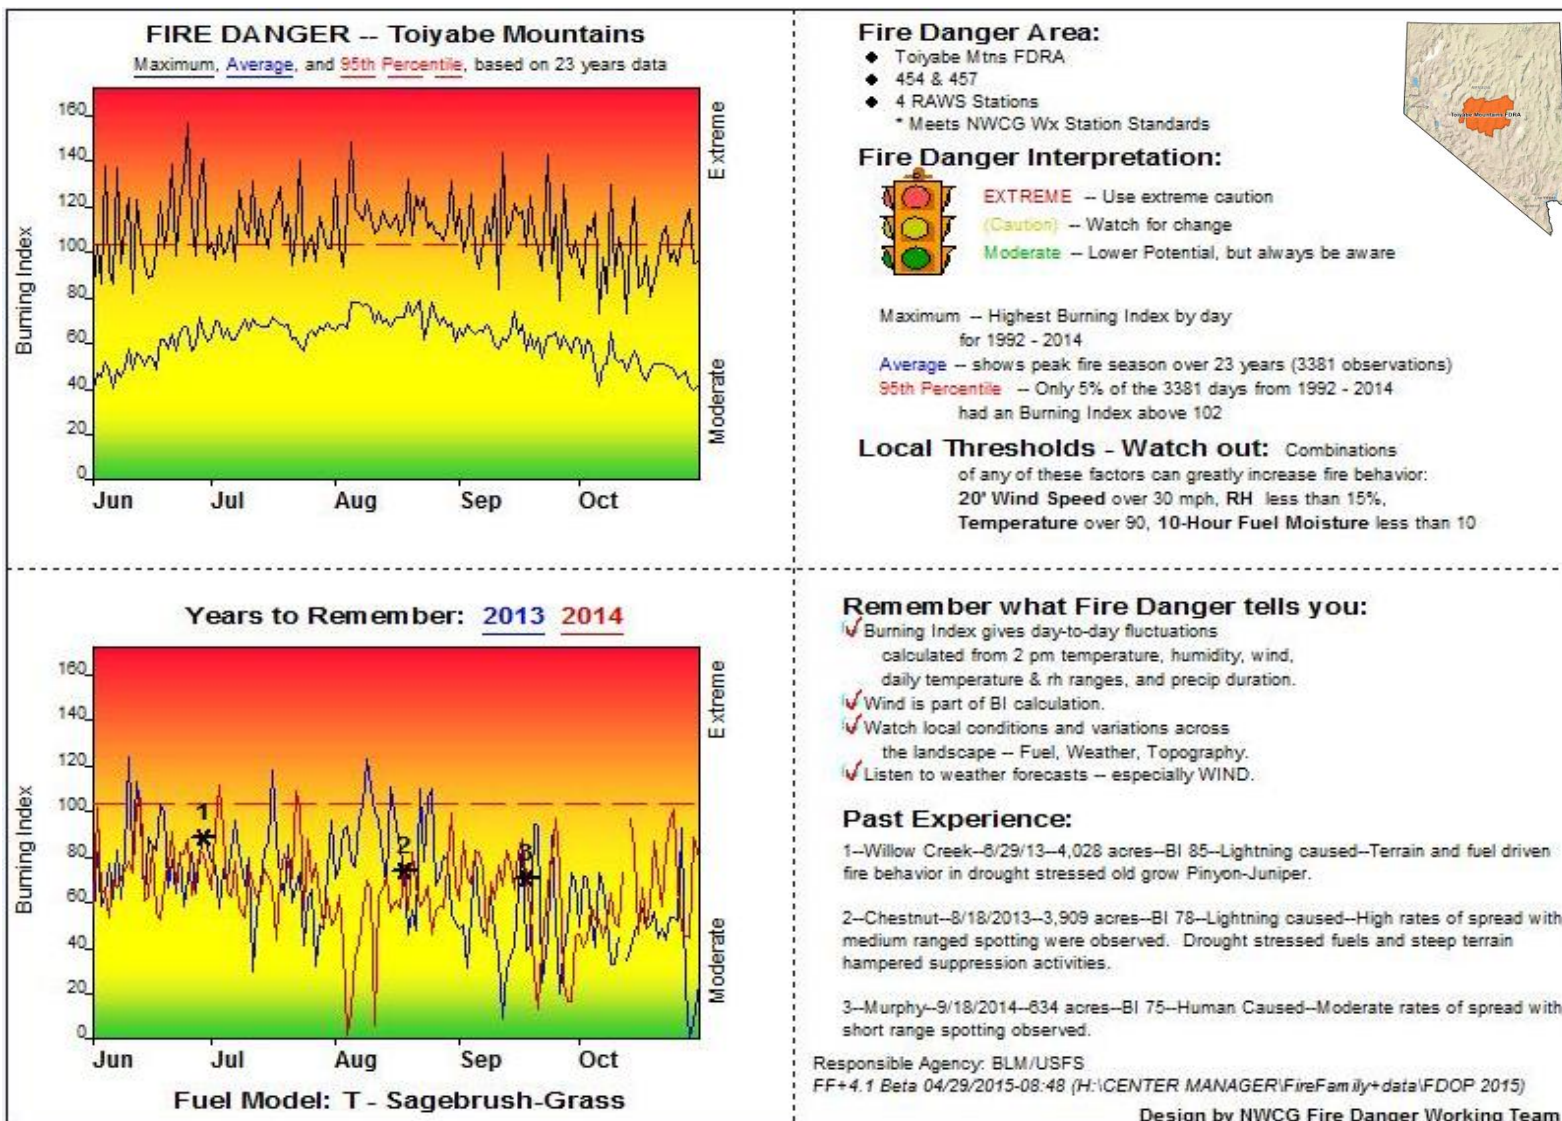 FIRE DANGER -- Toiyabe Mountains
Maximum, Average, and 95th Percentile, based on 23 years data
160
140
120
100
80
60
40
20
0
Burning Index
Extreme
Moderate
Jun Jul Aug Sep Oct
Fire Danger Area:
◆ Toiyabe Mtns FDRA
◆ 454 & 457
◆ 4 RAWS Stations
* Meets NWCG Wx Station Standards
Toiyabe Mountains FDRA
Fire Danger Interpretation:
EXTREME -- Use extreme caution
(Caution) -- Watch for change
Moderate -- Lower Potential, but always be aware
Maximum -- Highest Burning Index by day
for 1992 - 2014
Average -- shows peak fire season over 23 years (3381 observations)
95th Percentile -- Only 5% of the 3381 days from 1992 - 2014
had an Burning Index above 102
Local Thresholds - Watch out: Combinations
of any of these factors can greatly increase fire behavior:
20' Wind Speed over 30 mph, RH less than 15%,
Temperature over 90, 10-Hour Fuel Moisture less than 10
Years to Remember: 2013 2014
160
140
120
100
80
60
40
20
0
Burning Index
Extreme
Moderate
1
2
3
Jun Jul Aug Sep Oct
Fuel Model: T - Sagebrush-Grass
Remember what Fire Danger tells you:
Burning Index gives day-to-day fluctuations
calculated from 2 pm temperature, humidity, wind,
daily temperature & rh ranges, and precip duration.
Wind is part of BI calculation.
Watch local conditions and variations across
the landscape -- Fuel, Weather, Topography.
Listen to weather forecasts -- especially WIND.
Past Experience:
1--Willow Creek--6/29/13--4,028 acres--BI 85--Lightning caused--Terrain and fuel driven
fire behavior in drought stressed old grow Pinyon-Juniper.
2--Chestnut--8/18/2013--3,909 acres--BI 78--Lightning caused--High rates of spread with
medium ranged spotting were observed. Drought stressed fuels and steep terrain
hampered suppression activities.
3--Murphy--9/18/2014--634 acres--BI 75--Human Caused--Moderate rates of spread with
short range spotting observed.
Responsible Agency: BLM/USFS
FF+4.1 Beta 04/29/2015-08:48 (H:\CENTER MANAGER\FireFamily+data\FDOP 2015)
Design by NWCG Fire Danger Working Team